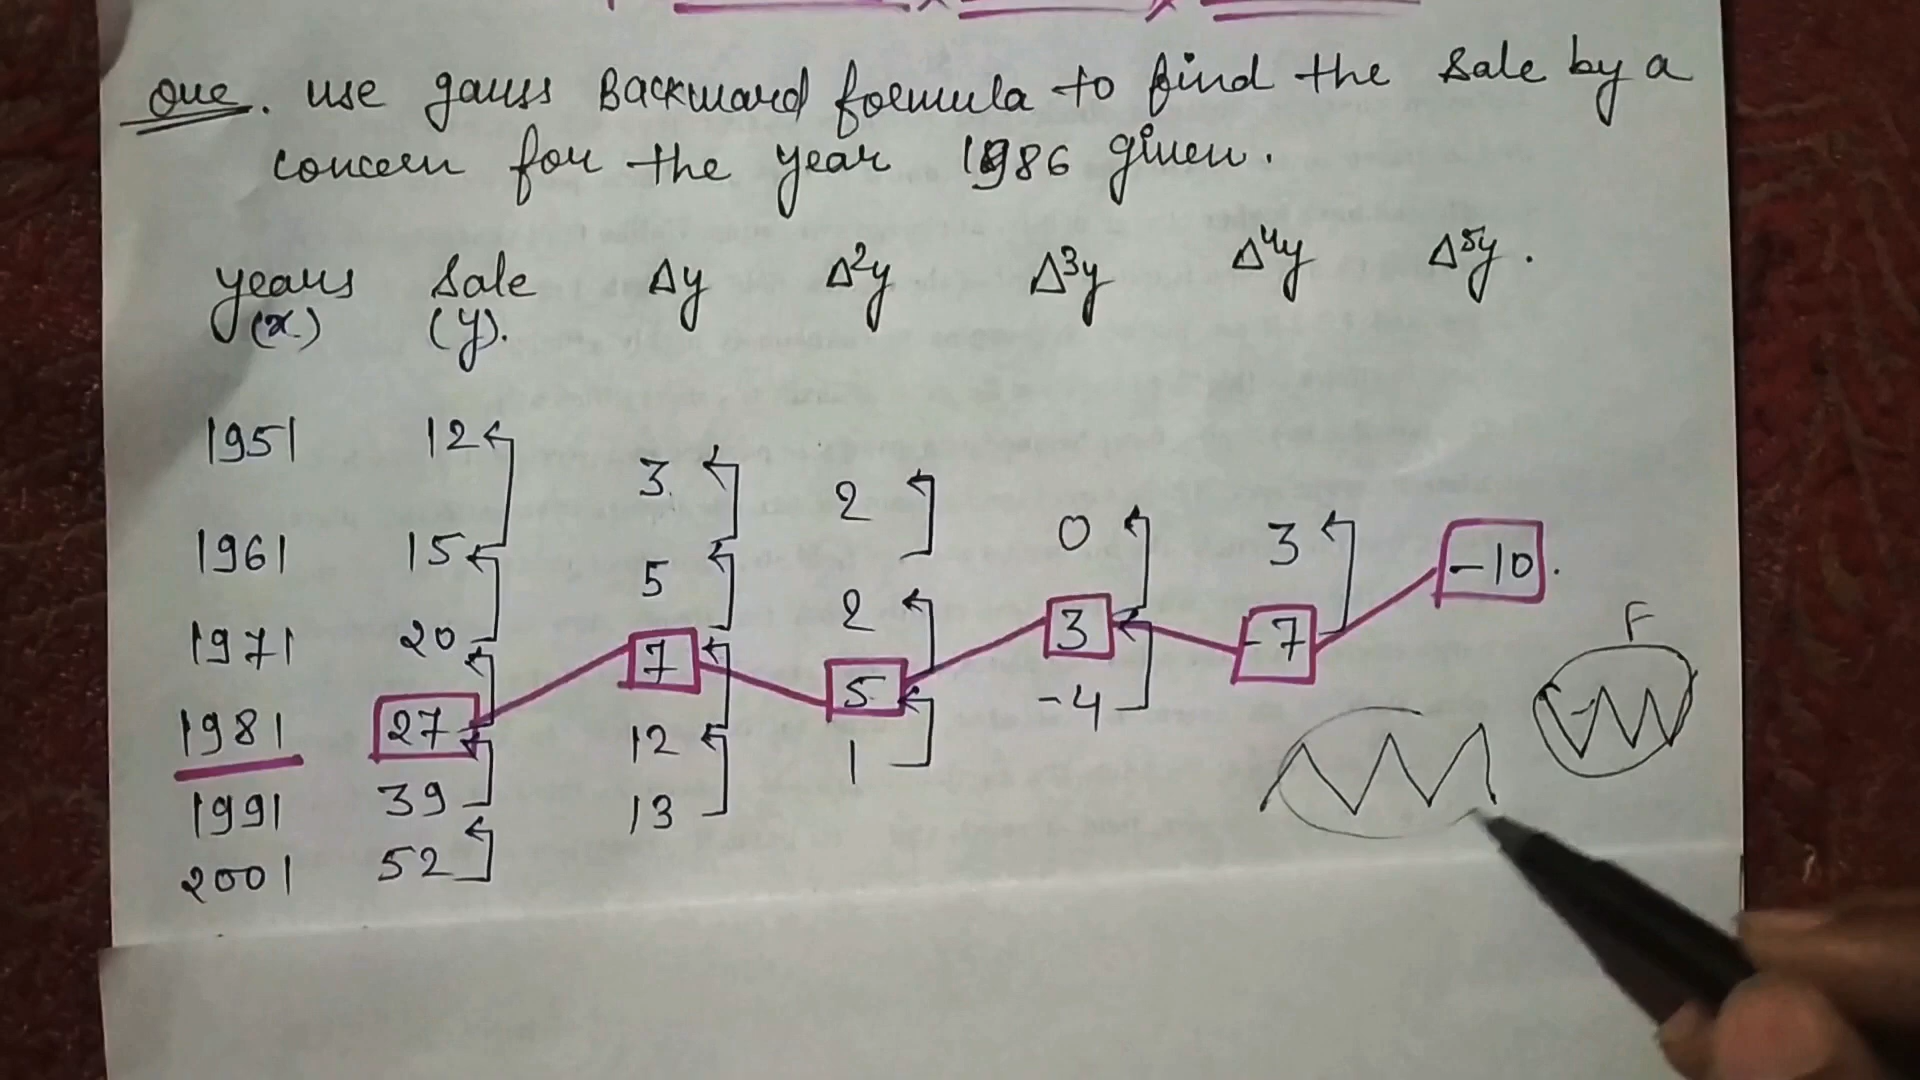 Que. use gauss Backward formula to find the sale by a
concern for the year 1986 given.
years (x) Sale (y). Δy Δ²y Δ³y Δ⁴y Δ⁵y.
1951 12
3
2
1961 15 0
5 3
2 -10.
1971 20 3 F
7 -7
1981 27 5 -4
12
1
1991 39
13
2001 52